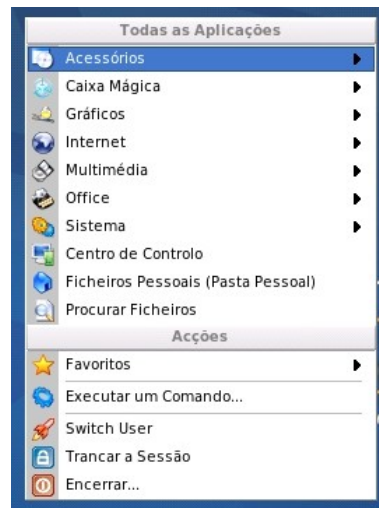 Todas as Aplicações
Acessórios
Caixa Mágica
Gráficos
Internet
Multimédia
Office
Sistema
Centro de Controlo
Ficheiros Pessoais (Pasta Pessoal)
Procurar Ficheiros
Acções
Favoritos
Executar um Comando...
Switch User
Trancar a Sessão
Encerrar...